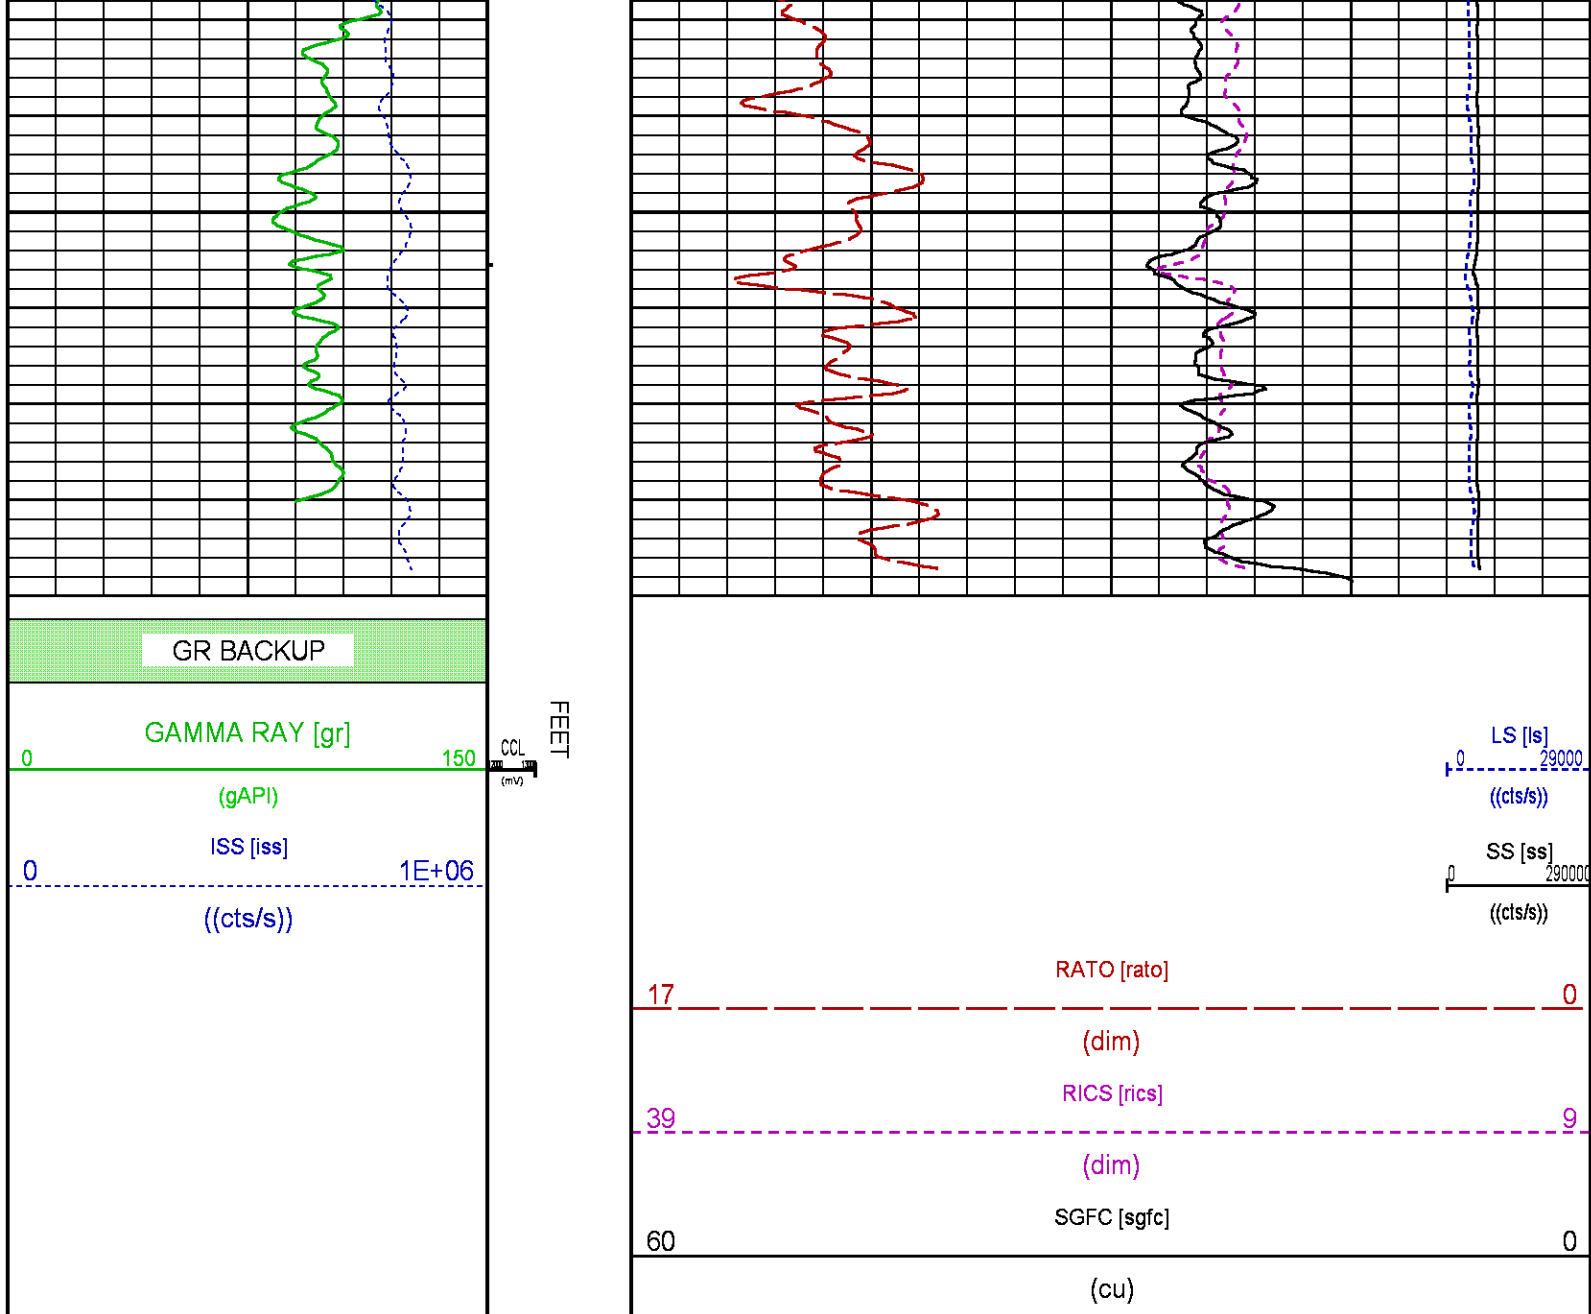 GR BACKUP
GAMMA RAY [gr]
0 150
(gAPI)
ISS [iss]
0 1E+06
((cts/s))
CCL
(mV)
FEET
LS [ls]
0 29000
((cts/s))
SS [ss]
0 290000
((cts/s))
RATO [rato]
17 0
(dim)
RICS [rics]
39 9
(dim)
SGFC [sgfc]
60 0
(cu)